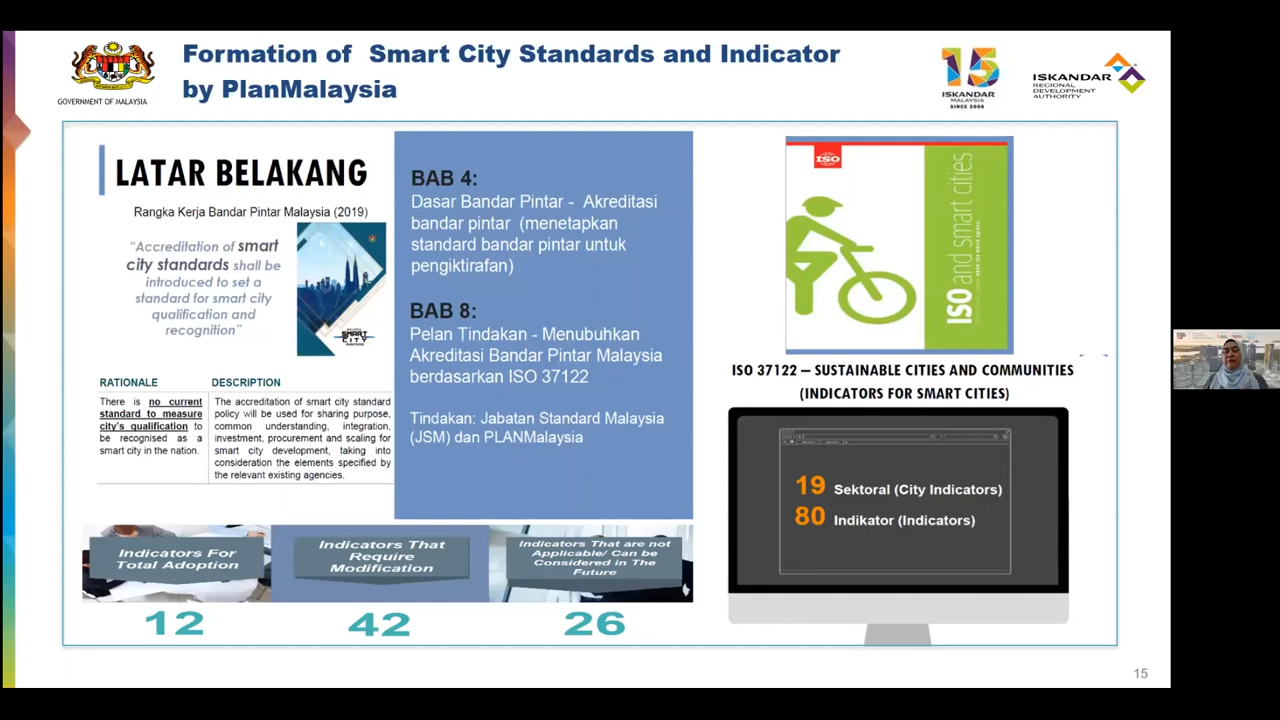 Formation of Smart City Standards and Indicator
by PlanMalaysia
GOVERNMENT OF MALAYSIA
15
ISKANDAR
MALAYSIA
SINCE 2006
ISKANDAR
REGIONAL
DEVELOPMENT
AUTHORITY
LATAR BELAKANG
Rangka Kerja Bandar Pintar Malaysia (2019)
"Accreditation of smart
city standards shall be
introduced to set a
standard for smart city
qualification and
recognition"
SMART
CITY
RATIONALE
There is no current
standard to measure
city's qualification to
be recognised as a
smart city in the nation.
DESCRIPTION
The accreditation of smart city standard
policy will be used for sharing purpose,
common understanding, integration,
investment, procurement and scaling for
smart city development, taking into
consideration the elements specified by
the relevant existing agencies.
BAB 4:
Dasar Bandar Pintar - Akreditasi
bandar pintar (menetapkan
standard bandar pintar untuk
pengiktirafan)
BAB 8:
Pelan Tindakan - Menubuhkan
Akreditasi Bandar Pintar Malaysia
berdasarkan ISO 37122
Tindakan: Jabatan Standard Malaysia
(JSM) dan PLANMalaysia
ISO
ISO and smart cities
ISO 37122 – SUSTAINABLE CITIES AND COMMUNITIES
(INDICATORS FOR SMART CITIES)
19 Sektoral (City Indicators)
80 Indikator (Indicators)
Indicators For
Total Adoption
12
Indicators That
Require
Modification
42
Indicators That are not
Applicable/ Can be
Considered in The
Future
26
15